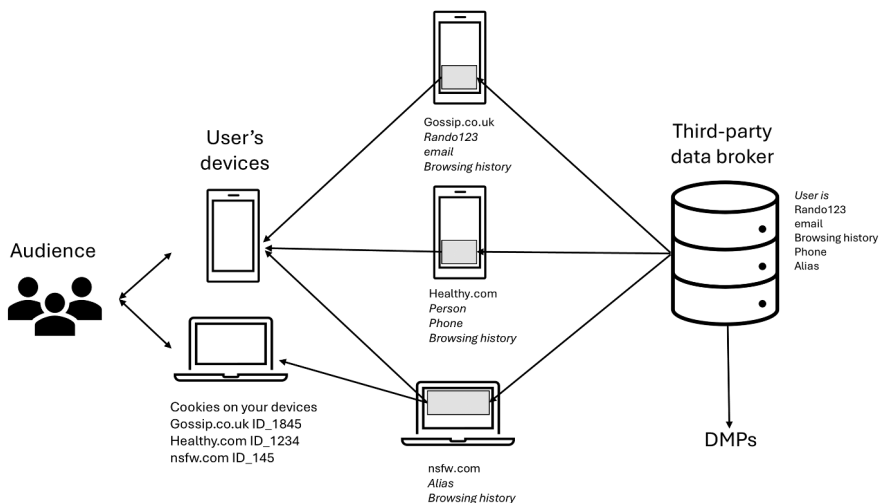 Gossip.co.uk
Rando123
email
Browsing history
User's
devices
Third-party
data broker
User is
Rando123
email
Browsing history
Phone
Alias
Audience
Healthy.com
Person
Phone
Browsing history
Cookies on your devices
Gossip.co.uk ID_1845
Healthy.com ID_1234
nsfw.com ID_145
DMPs
nsfw.com
Alias
Browsing history